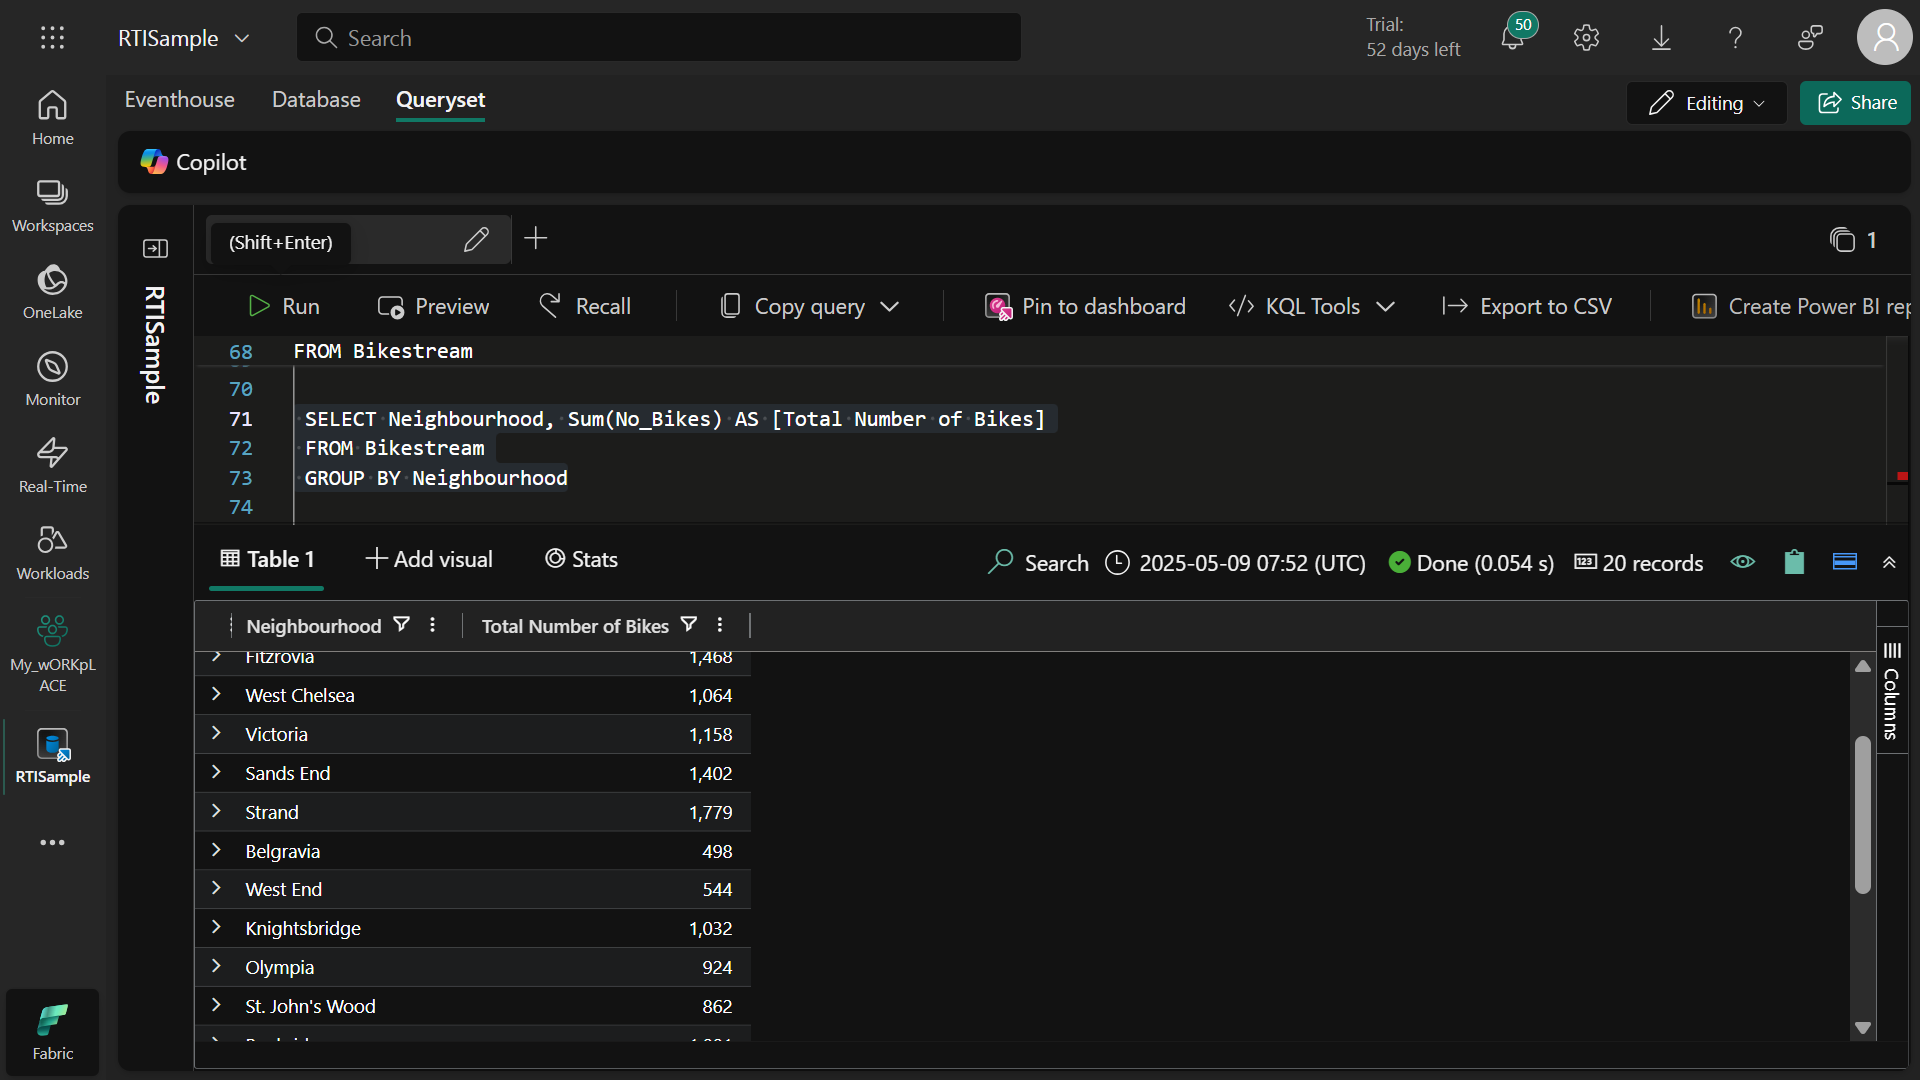 RTISample
Search
Trial:
52 days left
50
Eventhouse
Database
Queryset
Editing
Share
Copilot
Home
Workspaces
OneLake
Monitor
Real-Time
Workloads
My_wORKpL
ACE
RTISample
Fabric
RTISample
(Shift+Enter)
1
Run
Preview
Recall
Copy query
Pin to dashboard
KQL Tools
Export to CSV
Create Power BI rep
68 FROM Bikestream
70
71 SELECT Neighbourhood, Sum(No_Bikes) AS [Total Number of Bikes]
72 FROM Bikestream
73 GROUP BY Neighbourhood
74
Table 1
Add visual
Stats
Search
2025-05-09 07:52 (UTC)
Done (0.054 s)
123 20 records
Neighbourhood Total Number of Bikes
Fitzrovia 1,468
West Chelsea 1,064
Victoria 1,158
Sands End 1,402
Strand 1,779
Belgravia 498
West End 544
Knightsbridge 1,032
Olympia 924
St. John's Wood 862
Columns